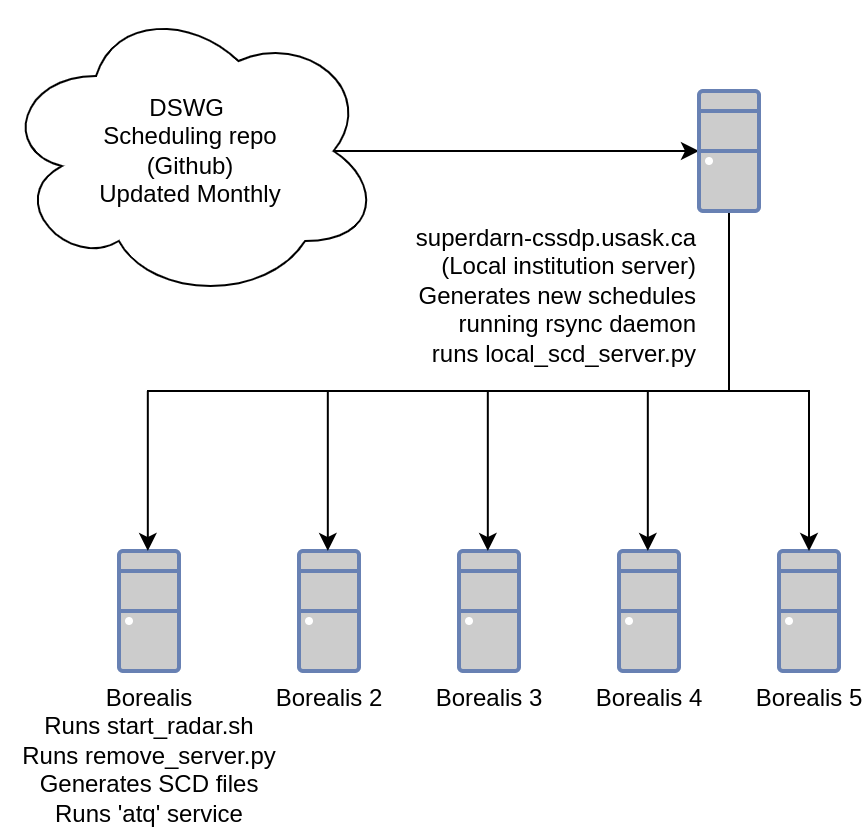 DSWG
Scheduling repo
(Github)
Updated Monthly
superdarn-cssdp.usask.ca
(Local institution server)
Generates new schedules
running rsync daemon
runs local_scd_server.py
Borealis
Runs start_radar.sh
Runs remove_server.py
Generates SCD files
Runs 'atq' service
Borealis 2
Borealis 3
Borealis 4
Borealis 5